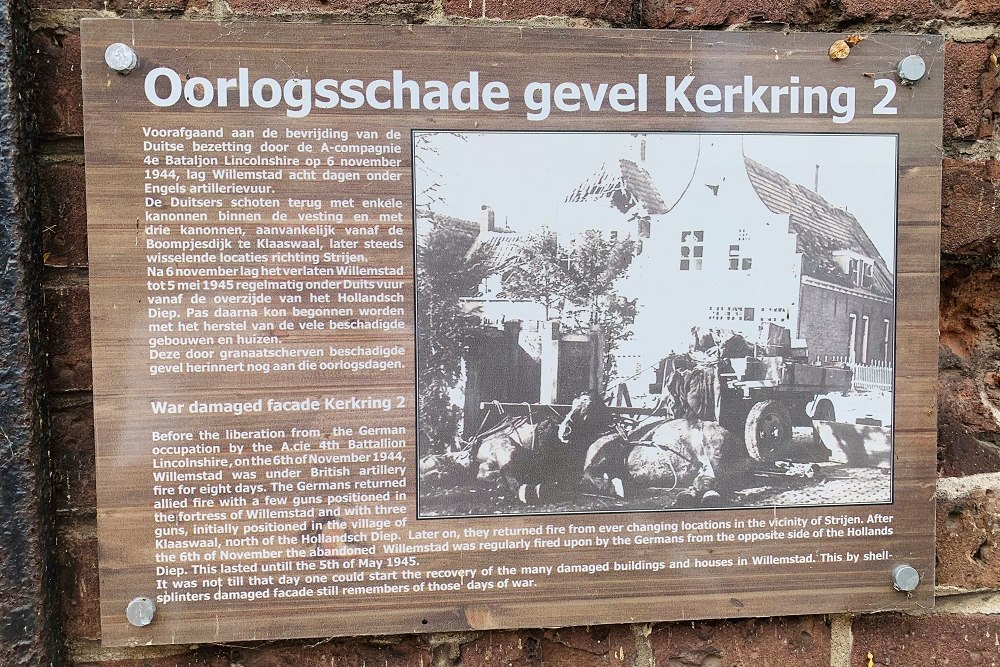 Oorlogsschade gevel Kerkring 2
Voorafgaand aan de bevrijding van de
Duitse bezetting door de A-compagnie
4e Bataljon Lincolnshire op 6 november
1944, lag Willemstad acht dagen onder
Engels artillerievuur.
De Duitsers schoten terug met enkele
kanonnen binnen de vesting en met
drie kanonnen, aanvankelijk vanaf de
Boompjesdijk te Klaaswaal, later steeds
wisselende locaties richting Strijen.
Na 6 november lag het verlaten Willemstad
tot 5 mei 1945 regelmatig onder Duits vuur
vanaf de overzijde van het Hollandsch
Diep. Pas daarna kon begonnen worden
met het herstel van de vele beschadigde
gebouwen en huizen.
Deze door granaatscherven beschadigde
gevel herinnert nog aan die oorlogsdagen.
War damaged facade Kerkring 2
Before the liberation from the German
occupation by the A.cie 4th Battallion
Lincolnshire, on the 6th of November 1944,
Willemstad was under British artillery
fire for eight days. The Germans returned
allied fire with a few guns positioned in
the fortress of Willemstad and with three
guns, initially positioned in the village of
Klaaswaal, north of the Hollandsch Diep. Later on, they returned fire from ever changing locations in the vicinity of Strijen. After
the 6th of November the abandoned Willemstad was regularly fired upon by the Germans from the opposite side of the Hollands
Diep. This lasted untill the 5th of May 1945.
It was not till that day one could start the recovery of the many damaged buildings and houses in Willemstad. This by shell-
splinters damaged facade still remembers of those days of war.